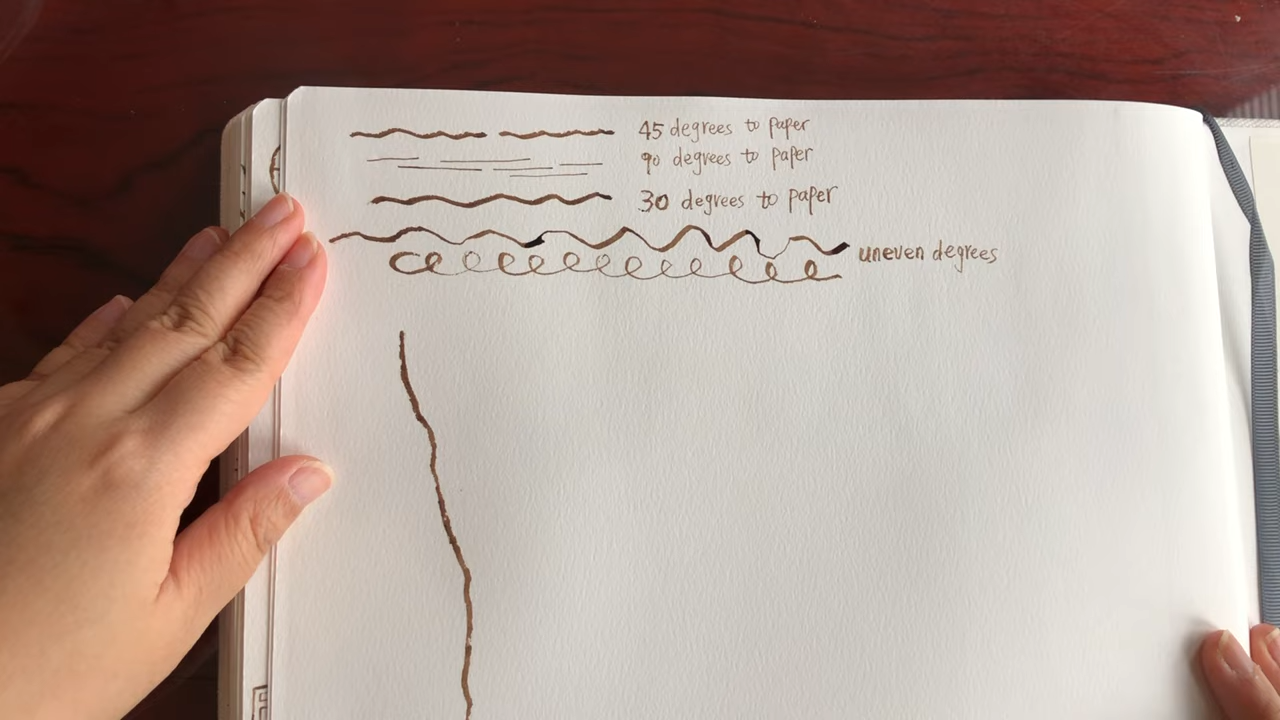 45 degrees to paper
90 degrees to paper
30 degrees to paper
uneven degrees